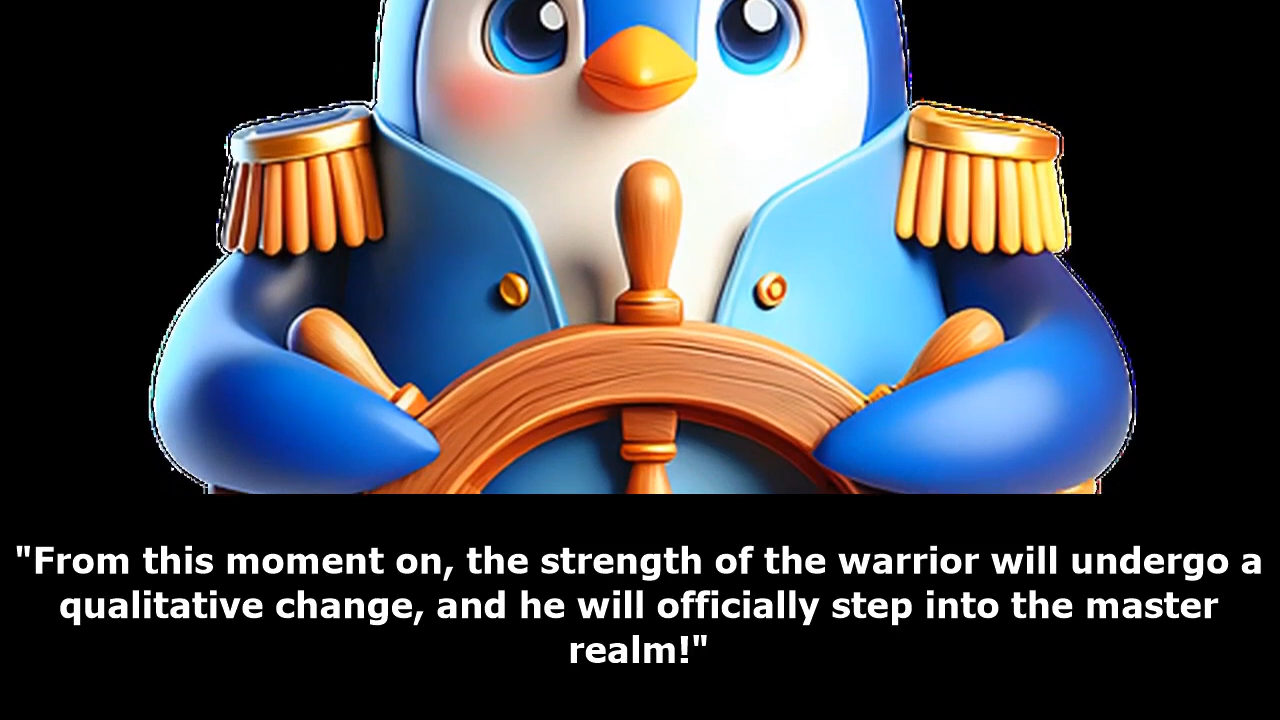 "From this moment on, the strength of the warrior will undergo a
qualitative change, and he will officially step into the master
realm!"